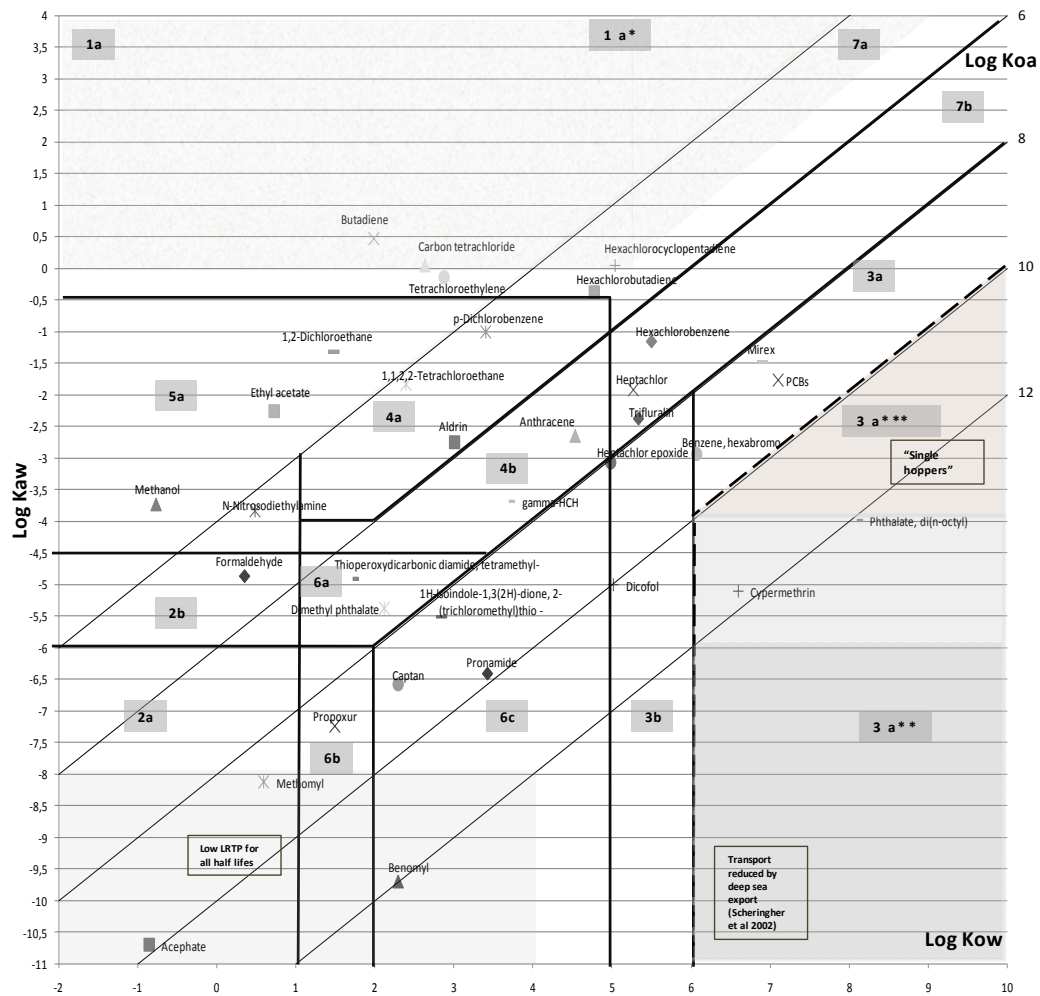 4
6
1a
1 a*
7a
3,5
Log Koa
3
7b
2,5
2
8
1,5
1
Butadiene
0,5
Carbon tetrachloride
Hexachlorocyclopentadiene
0
10
3a
Hexachlorobutadiene
Tetrachloroethylene
-0,5
p-Dichlorobenzene
-1
1,2-Dichloroethane
Hexachlorobenzene
Mirex
-1,5
1,1,2,2-Tetrachloroethane
Heptachlor
PCBs
5a
Ethyl acetate
-2
12
4a
Trifluralin
3 a***
-2,5
Aldrin
Anthracene
Benzene, hexabromo
Heptachlor epoxide
"Single
hoppers"
-3
4b
Methanol
-3,5
N-Nitrosodiethylamine
gamma-HCH
Log Kaw
-4
Phthalate, di(n-octyl)
-4,5
Formaldehyde
Thioperoxydicarbonic diamide, tetramethyl-
-5
6a
Dicofol
Cypermethrin
1H-Isoindole-1,3(2H)-dione, 2-
(trichloromethyl)thio -
Dimethyl phthalate
-5,5
2b
-6
Pronamide
Captan
-6,5
-7
2a
Propoxur
6c
3b
3 a**
-7,5
6b
-8
Methomyl
-8,5
-9
Low LRTP for
all half lifes
-9,5
Benomyl
Transport
reduced by
deep sea
export
(Scheringher
et al 2002)
-10
-10,5
Acephate
Log Kow
-11
-2 -1 0 1 2 3 4 5 6 7 8 9 10